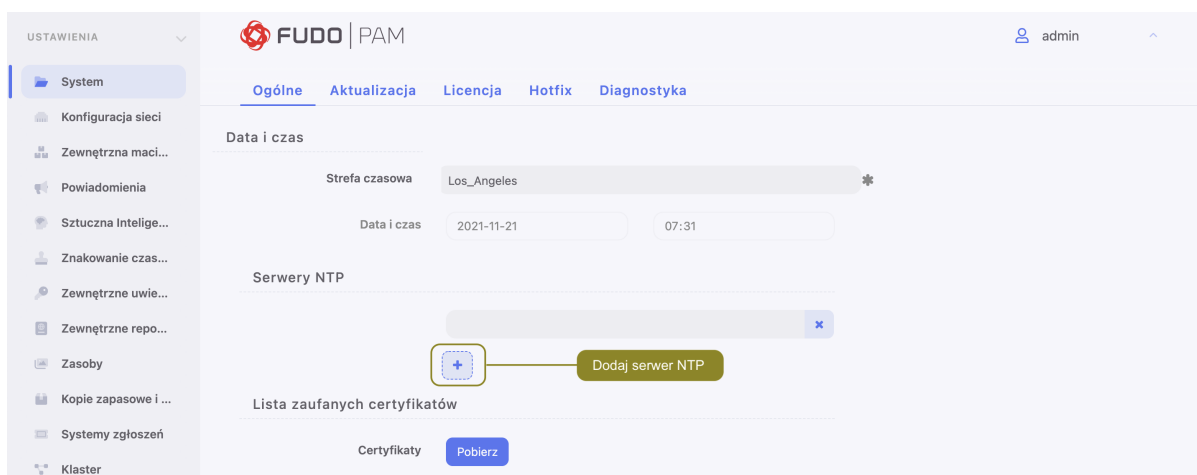 USTAWIENIA
FUDO | PAM
admin
System
Konfiguracja sieci
Zewnętrzna maci...
Powiadomienia
Sztuczna Intelige...
Znakowanie czas...
Zewnętrzne uwie...
Zewnętrzne repo...
Zasoby
Kopie zapasowe i ...
Systemy zgłoszeń
Klaster
Ogólne Aktualizacja Licencja Hotfix Diagnostyka
Data i czas
Strefa czasowa Los_Angeles
Data i czas 2021-11-21 07:31
Serwery NTP
Dodaj serwer NTP
Lista zaufanych certyfikatów
Certyfikaty Pobierz